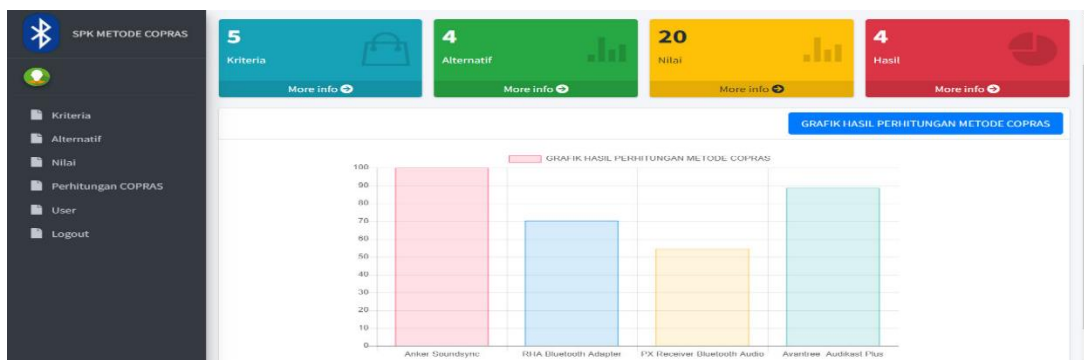 SPK METODE COPRAS
Kriteria
Alternatif
Nilai
Perhitungan COPRAS
User
Logout
5
Kriteria
More info
4
Alternatif
More info
20
Nilai
More info
4
Hasil
More info
GRAFIK HASIL PERHITUNGAN METODE COPRAS
GRAFIK HASIL PERHITUNGAN METODE COPRAS
100
90
80
70
60
50
40
30
20
10
0
Anker Soundsync RHA Bluetooth Adapter PX Receiver Bluetooth Audio Avantree Audikast Plus